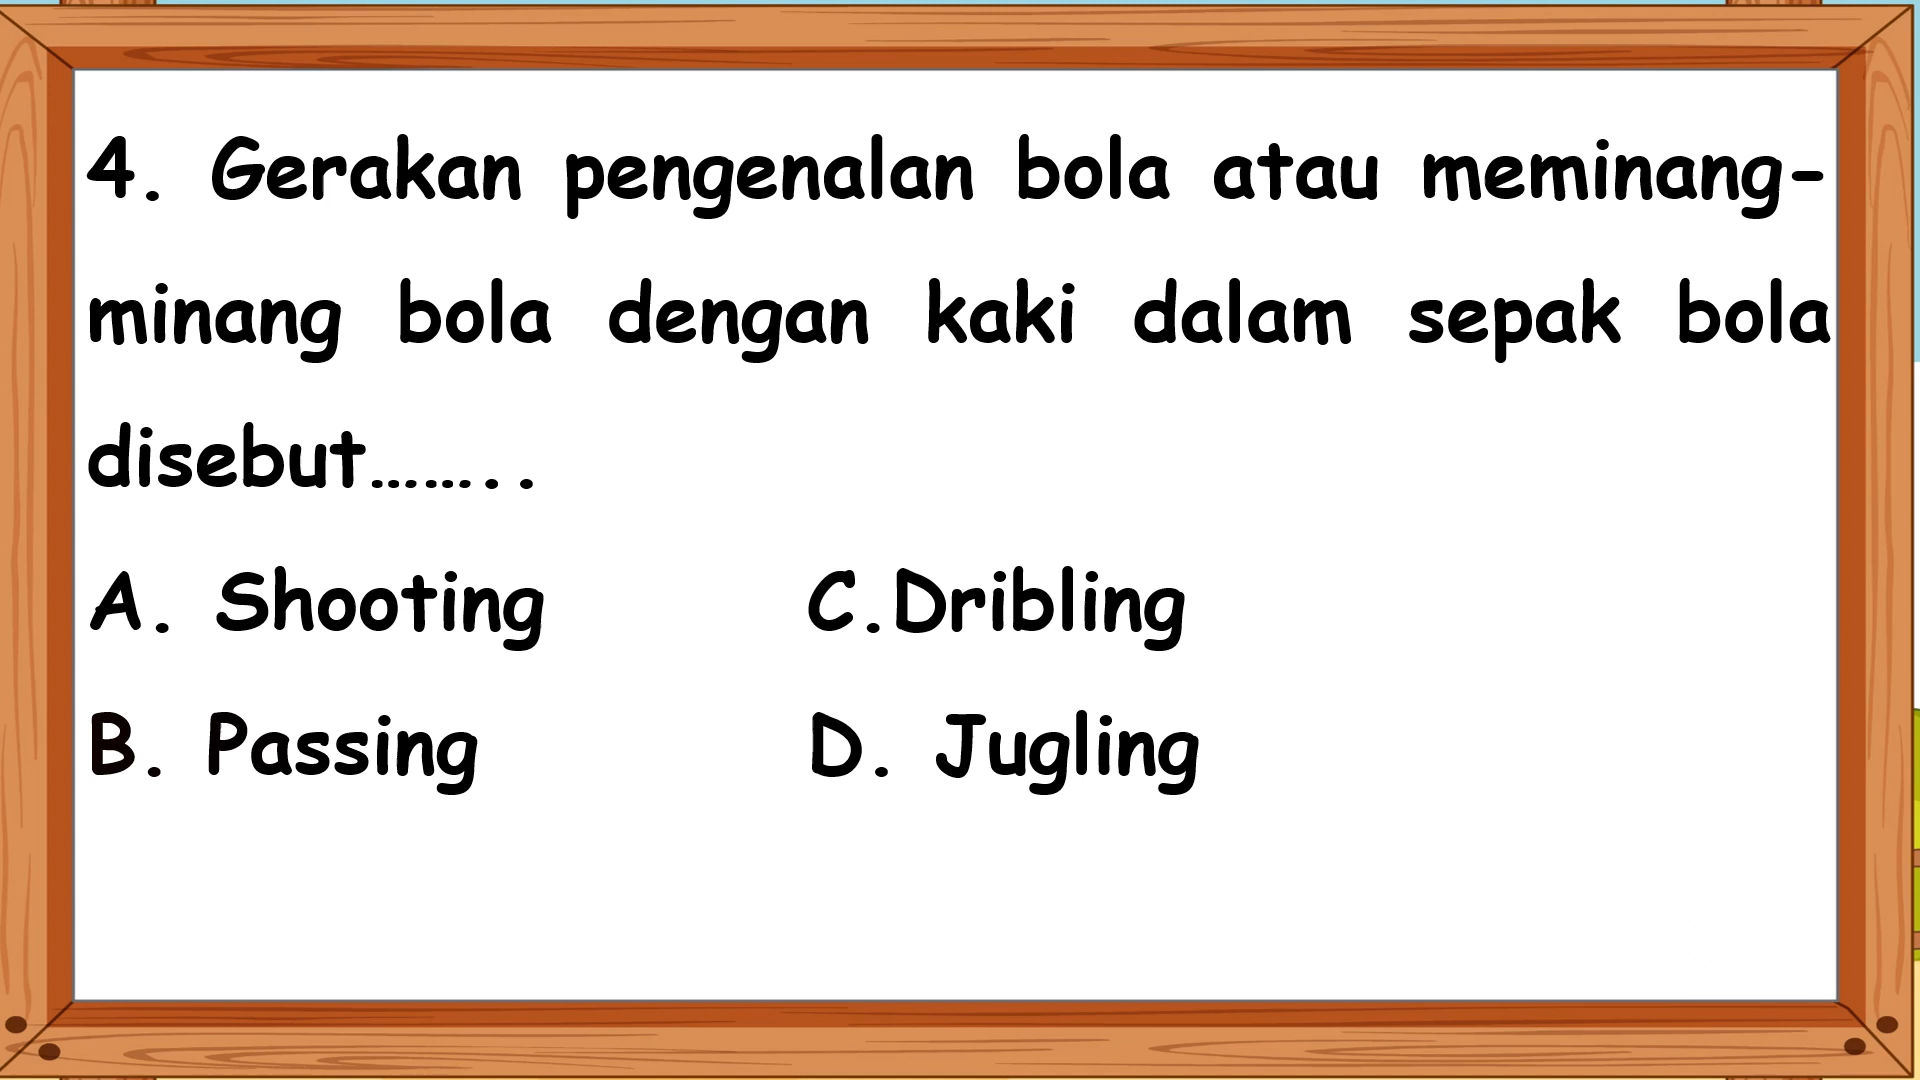 4. Gerakan pengenalan bola atau meminang-
minang bola dengan kaki dalam sepak bola
disebut……..
A. Shooting C.Dribling
B. Passing D. Jugling